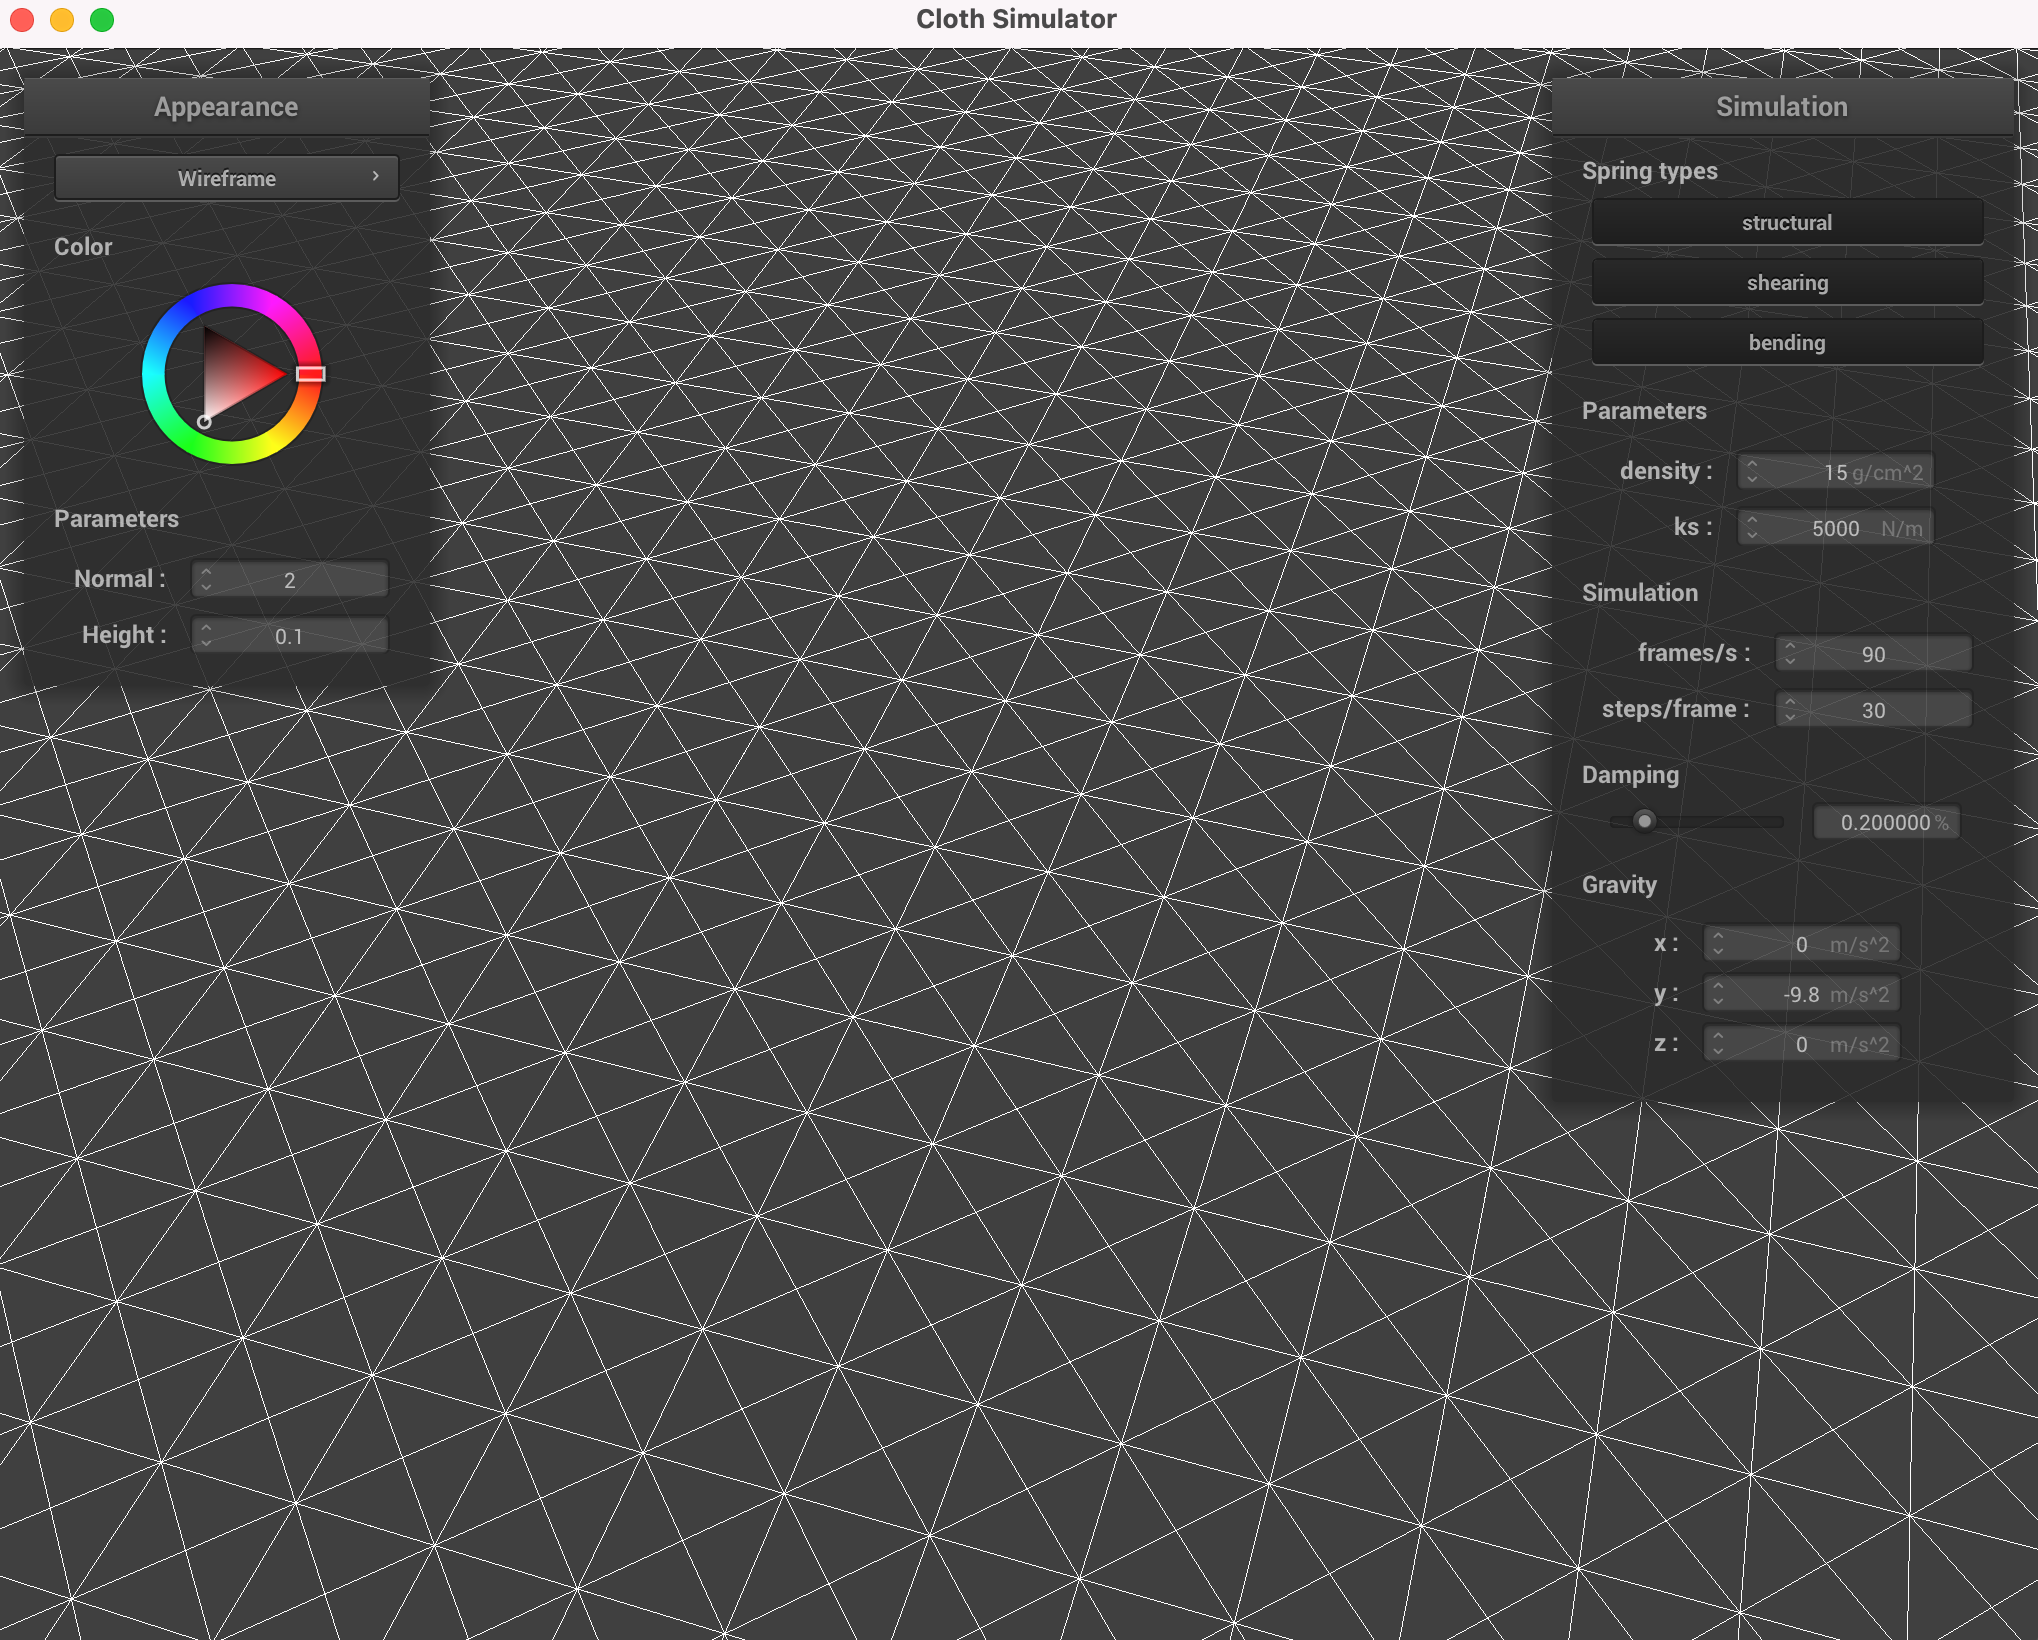 Cloth Simulator
Appearance
Wireframe
Color
Parameters
Normal : 2
Height : 0.1
Simulation
Spring types
structural
shearing
bending
Parameters
density : 15 g/cm^2
ks : 5000 N/m
Simulation
frames/s : 90
steps/frame : 30
Damping
0.200000 %
Gravity
x : 0 m/s^2
y : -9.8 m/s^2
z : 0 m/s^2